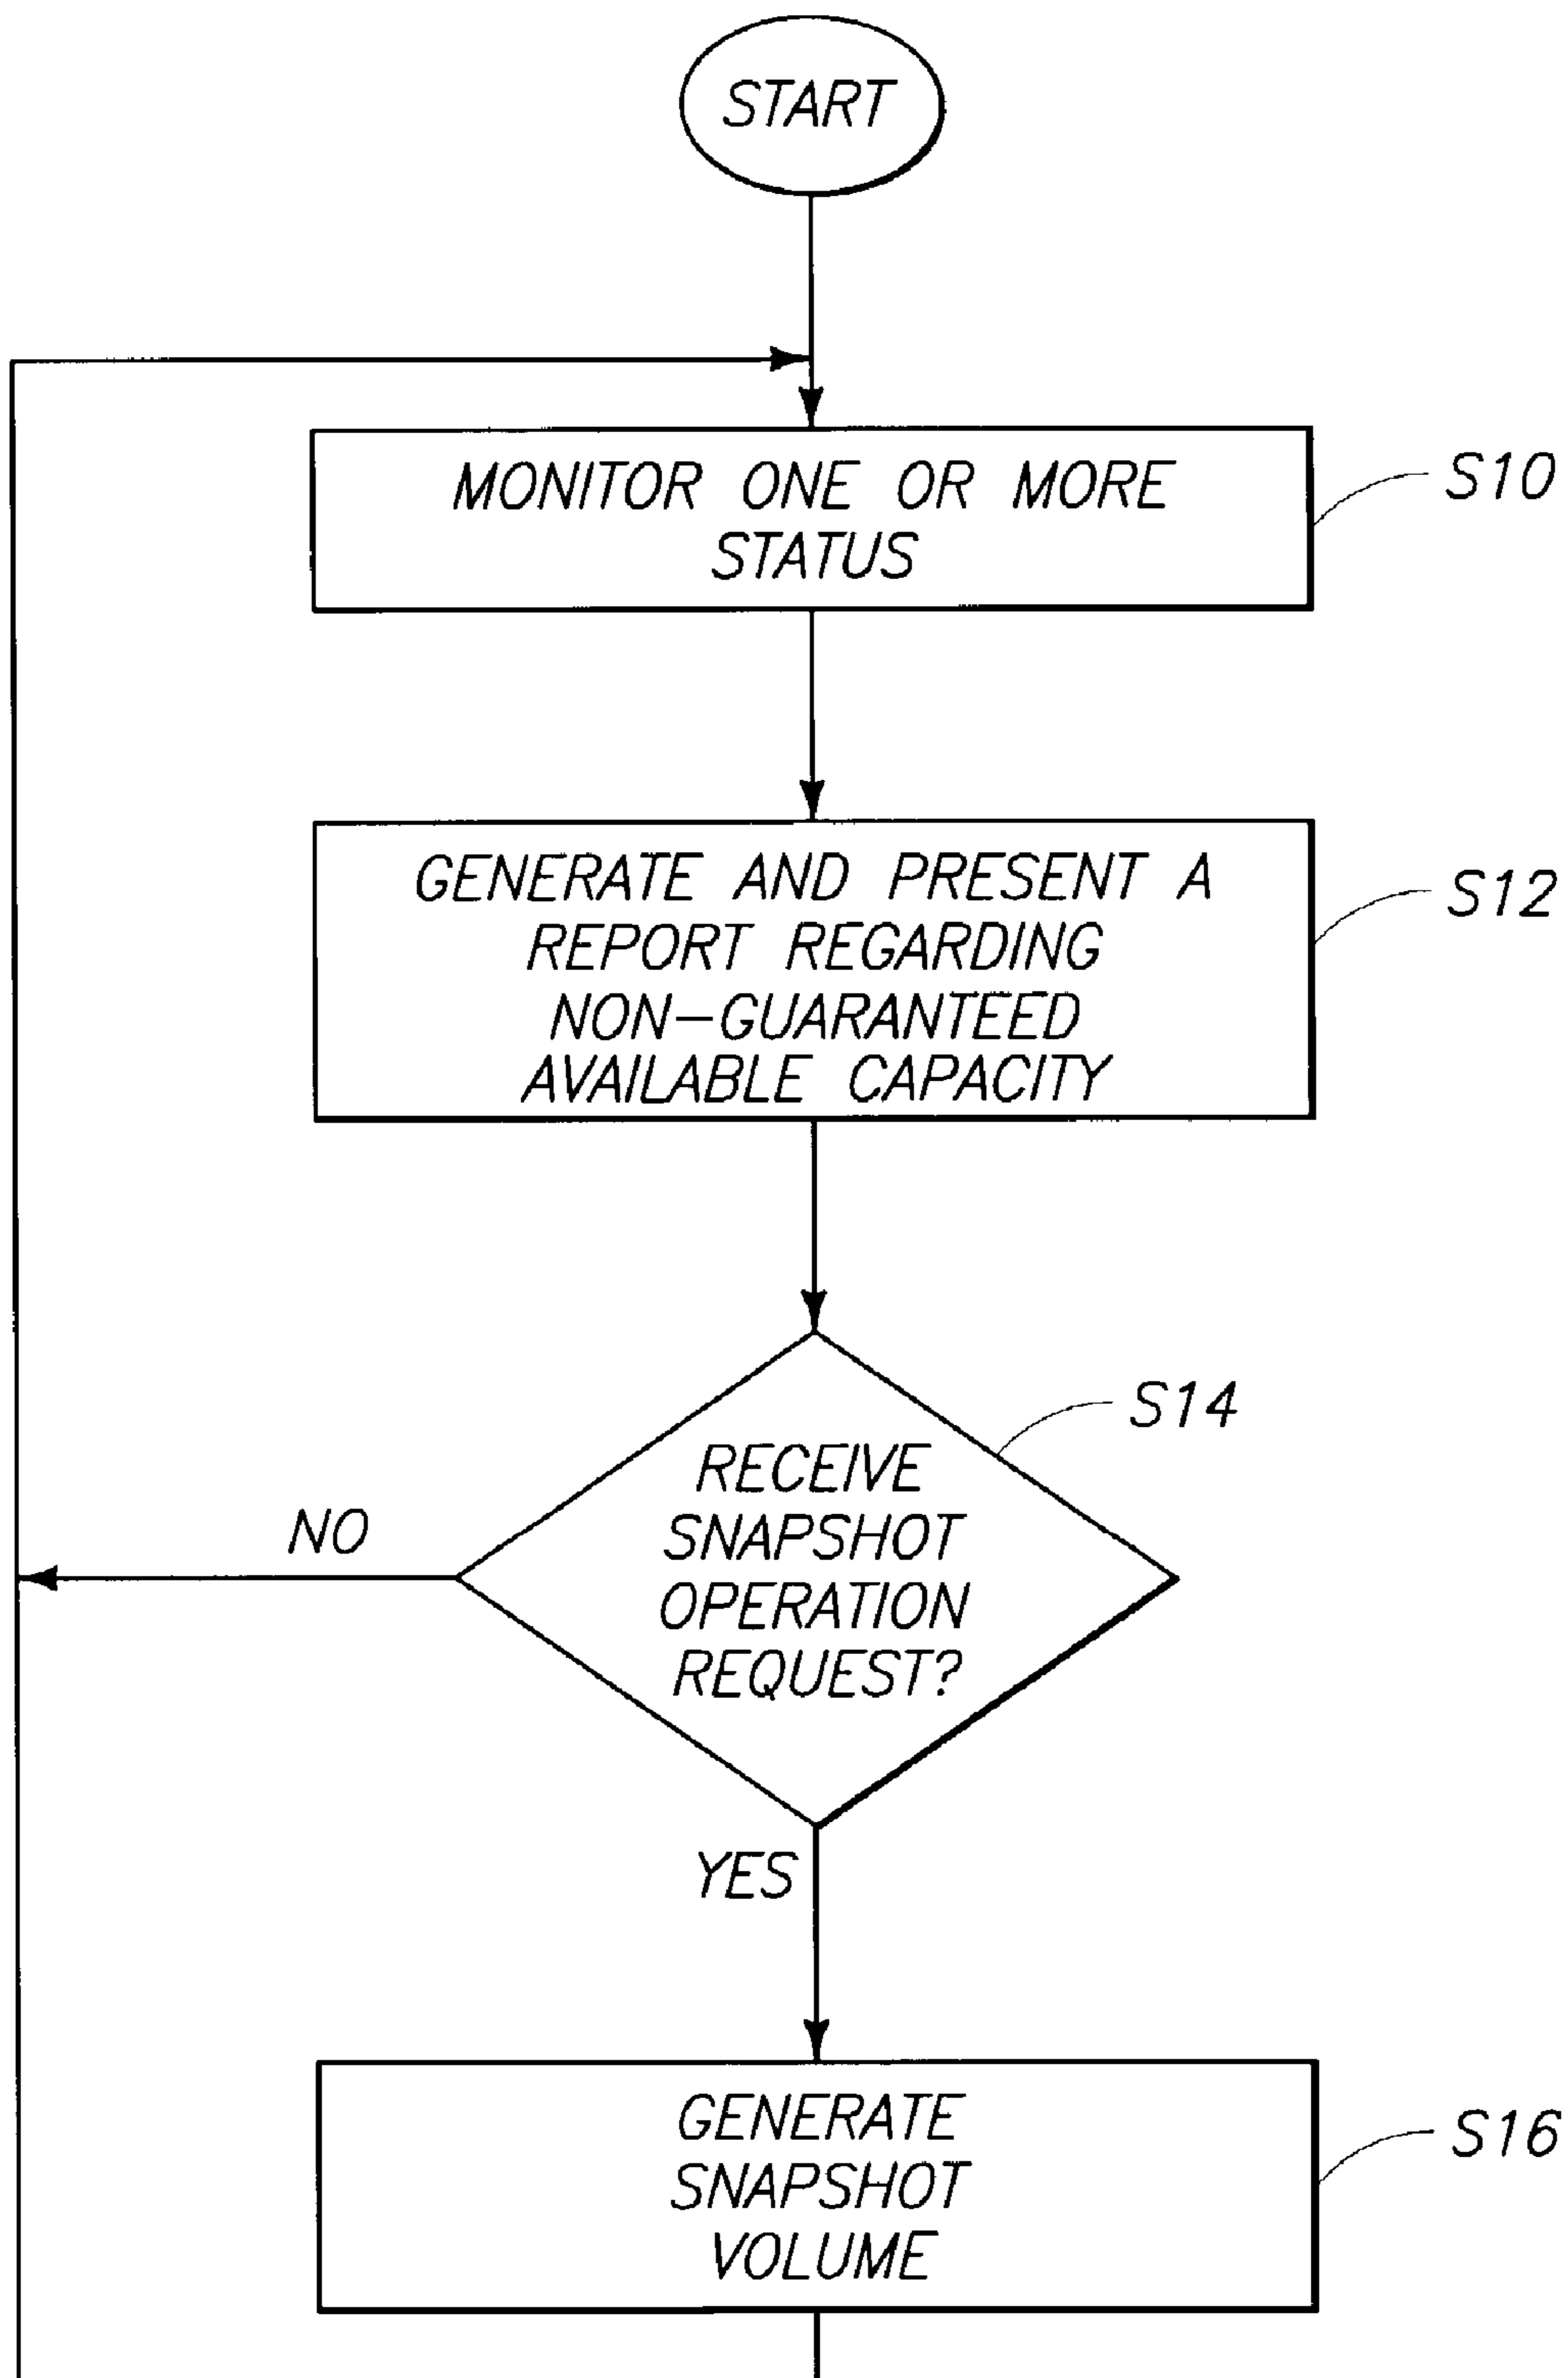 START
MONITOR ONE OR MORE
STATUS
S10
GENERATE AND PRESENT A
REPORT REGARDING
NON-GUARANTEED
AVAILABLE CAPACITY
S12
S14
RECEIVE
SNAPSHOT
OPERATION
REQUEST?
NO
YES
GENERATE
SNAPSHOT
VOLUME
S16